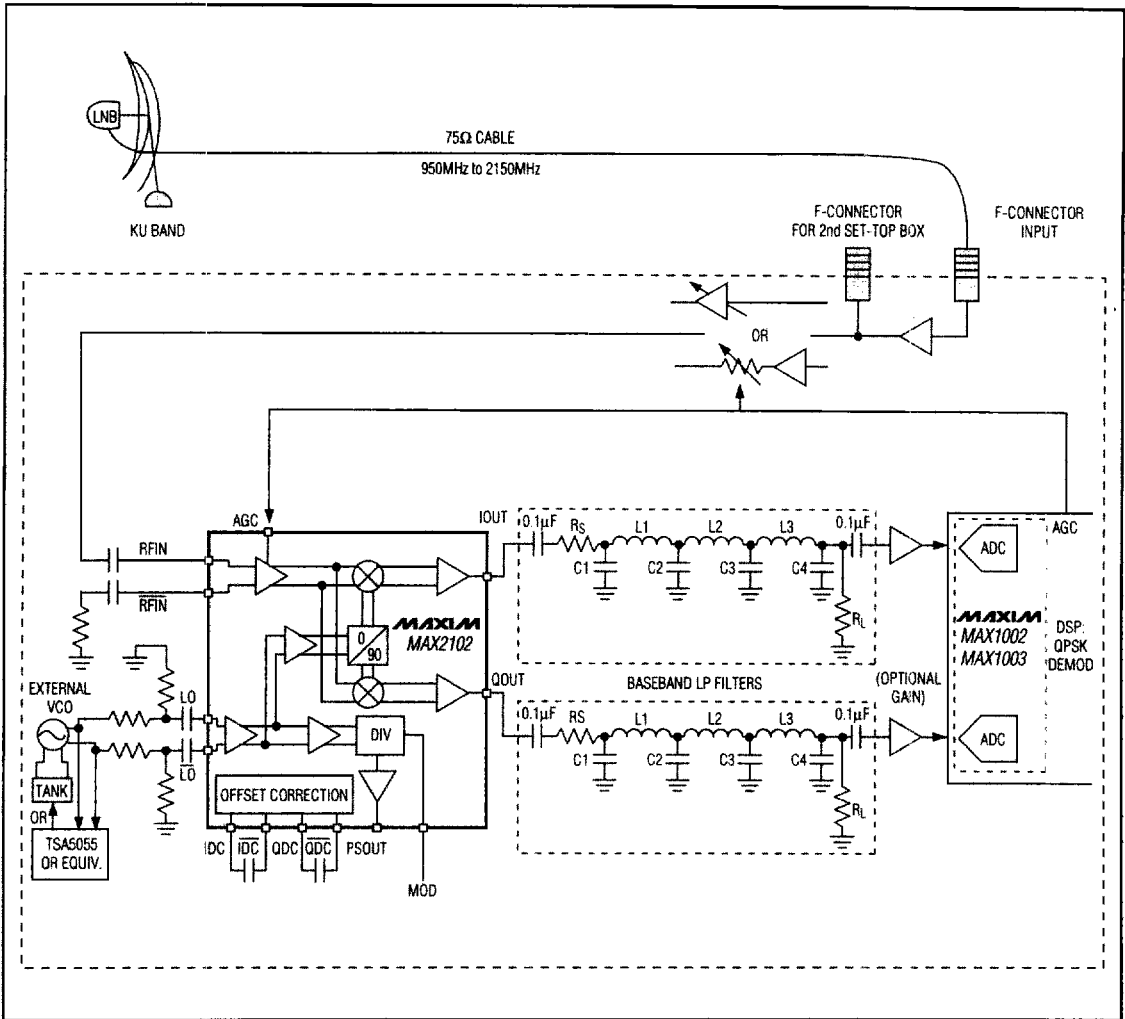 LNB
75Ω CABLE
950MHz to 2150MHz
KU BAND
F-CONNECTOR
FOR 2nd SET-TOP BOX
F-CONNECTOR
INPUT
OR
AGC
IOUT
0.1µF
RS
L1
L2
L3
0.1µF
AGC
RFIN
C1
C2
C3
C4
ADC
RFIN
RL
MAXIM
MAX2102
0
90
MAXIM
MAX1002
MAX1003
DSP:
QPSK
DEMOD
EXTERNAL
VCO
LO
QOUT
BASEBAND LP FILTERS
(OPTIONAL
GAIN)
0.1µF
RS
L1
L2
L3
0.1µF
DIV
C1
C2
C3
C4
ADC
LO
TANK
OFFSET CORRECTION
RL
OR
TSA5055
OR EQUIV.
IDC
IDC
QDC
QDC
PSOUT
MOD